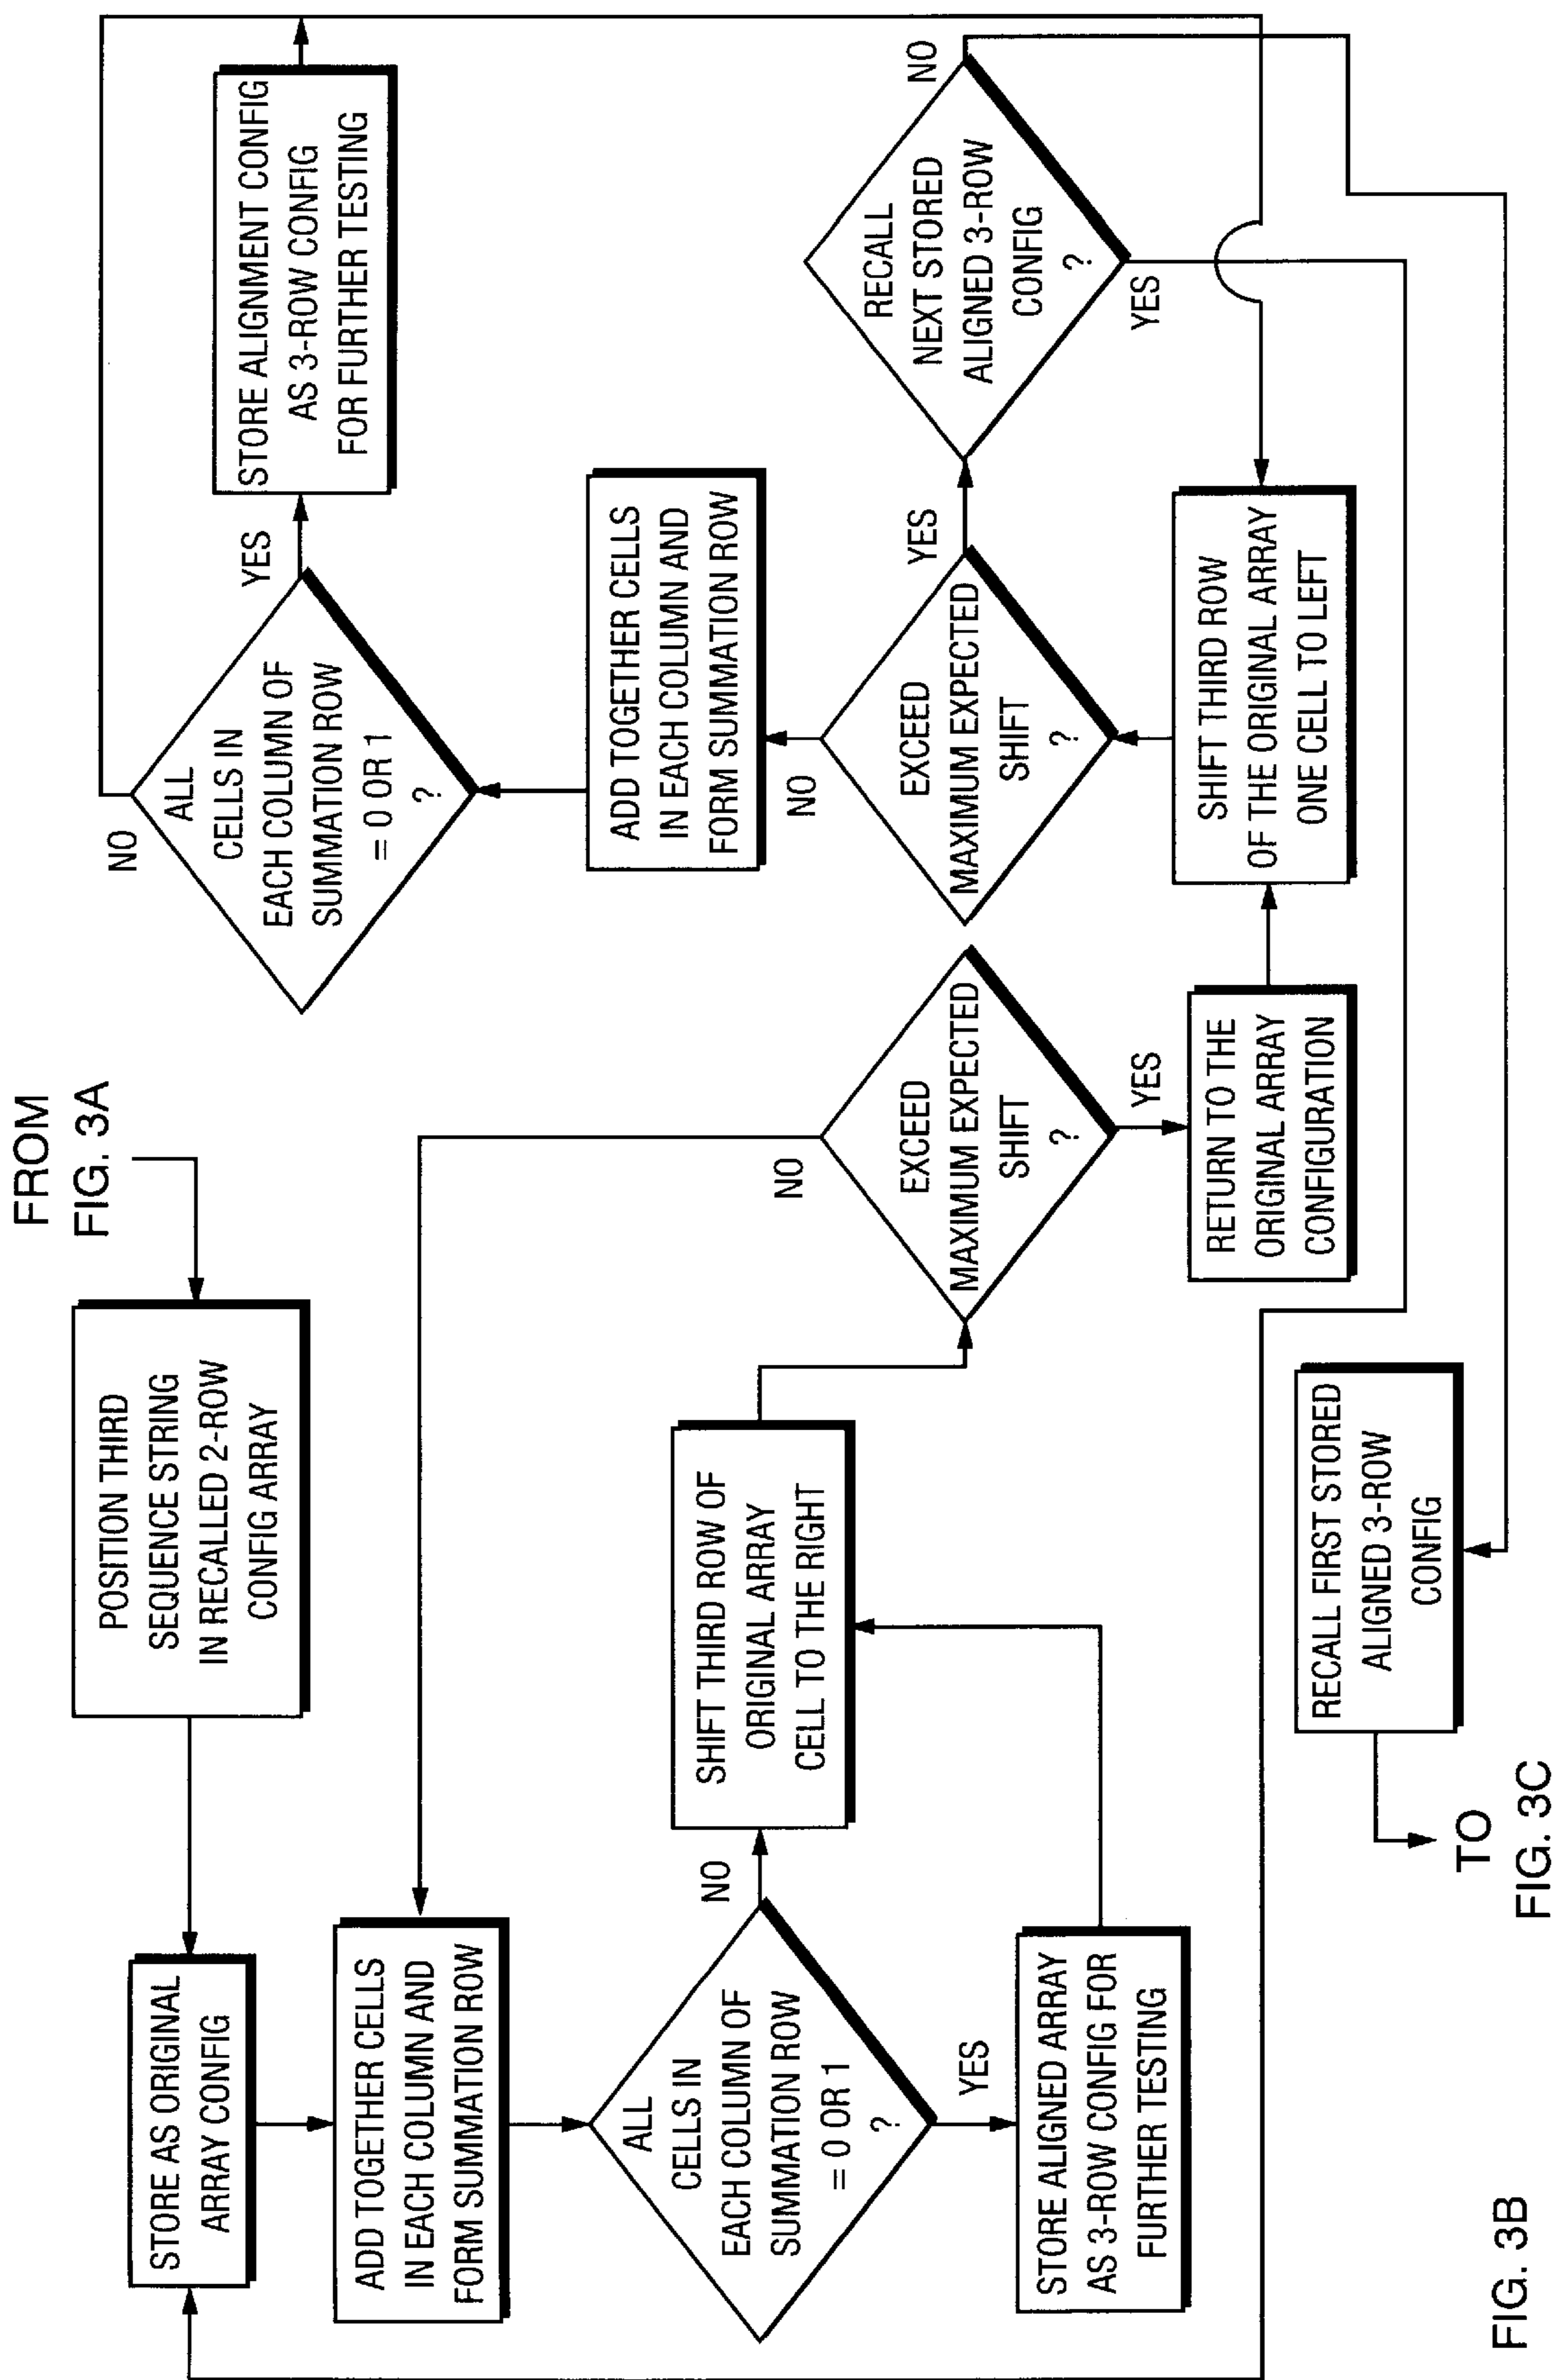 FROM
FIG. 3A
POSITION THIRD
SEQUENCE STRING
IN RECALLED 2-ROW
CONFIG ARRAY
STORE AS ORIGINAL
ARRAY CONFIG
ADD TOGETHER CELLS
IN EACH COLUMN AND
FORM SUMMATION ROW
ALL
CELLS IN
EACH COLUMN OF
SUMMATION ROW
= 0 OR 1
?
NO
YES
STORE ALIGNED ARRAY
AS 3-ROW CONFIG FOR
FURTHER TESTING
SHIFT THIRD ROW OF
ORIGINAL ARRAY
CELL TO THE RIGHT
EXCEED
MAXIMUM EXPECTED
SHIFT
?
NO
YES
RETURN TO THE
ORIGINAL ARRAY
CONFIGURATION
SHIFT THIRD ROW
OF THE ORIGINAL ARRAY
ONE CELL TO LEFT
EXCEED
MAXIMUM EXPECTED
SHIFT
?
NO
YES
ADD TOGETHER CELLS
IN EACH COLUMN AND
FORM SUMMATION ROW
ALL
CELLS IN
EACH COLUMN OF
SUMMATION ROW
= 0 OR 1
?
NO
YES
STORE ALIGNMENT CONFIG
AS 3-ROW CONFIG
FOR FURTHER TESTING
RECALL
NEXT STORED
ALIGNED 3-ROW
CONFIG
?
NO
YES
RECALL FIRST STORED
ALIGNED 3-ROW
CONFIG
TO
FIG. 3C
FIG. 3B